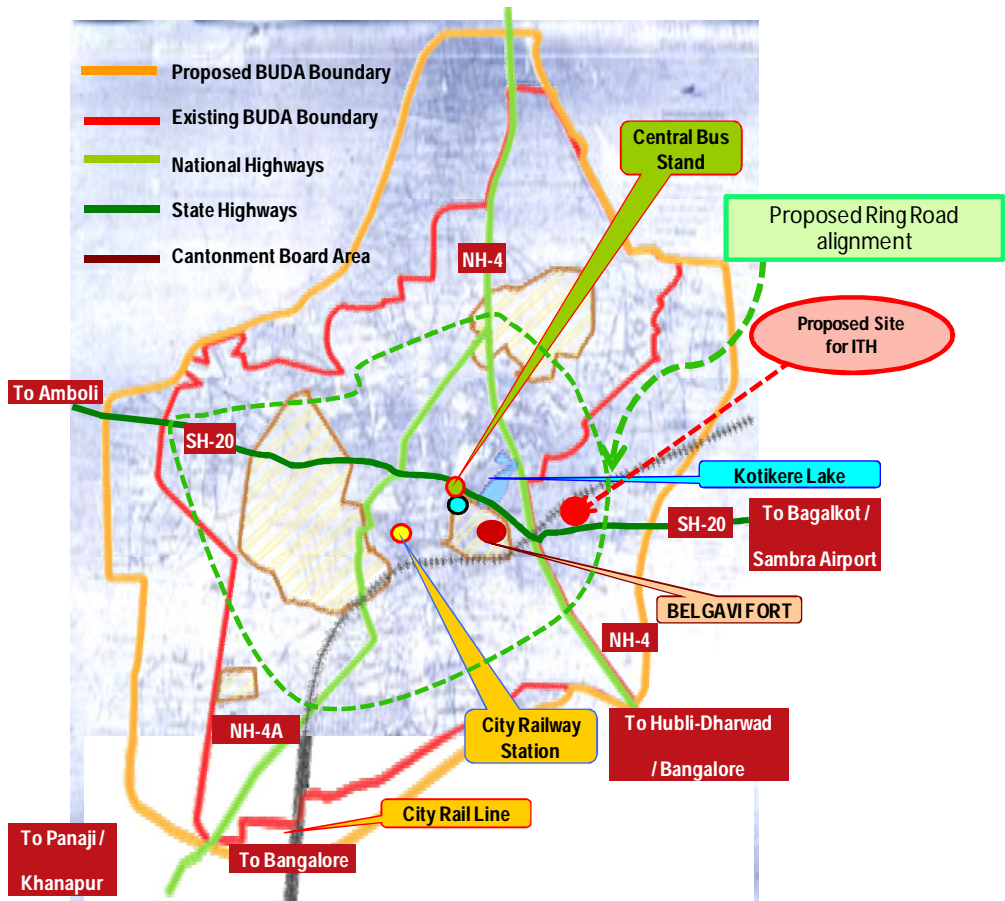 Proposed BUDA Boundary
Existing BUDA Boundary
National Highways
State Highways
Cantonment Board Area
Central Bus
Stand
Proposed Ring Road
alignment
NH-4
Proposed Site
for ITH
To Amboli
SH-20
Kotikere Lake
SH-20
To Bagalkot /
Sambra Airport
BELGAVI FORT
NH-4
NH-4A
City Railway
Station
To Hubli-Dharwad
/ Bangalore
City Rail Line
To Panaji /
Khanapur
To Bangalore